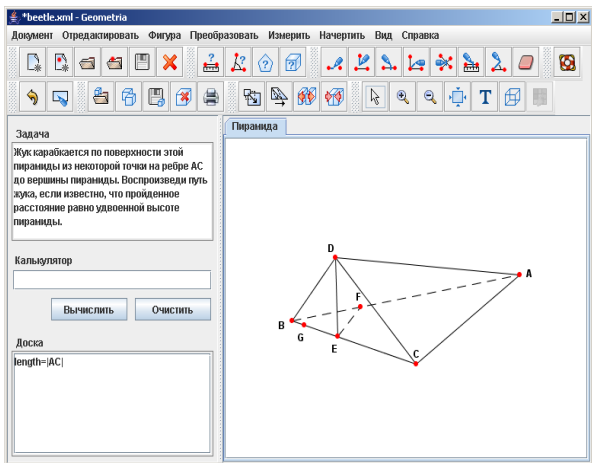 *beetle.xml - Geometria
Документ Отредактировать Фигура Преобразовать Измерить Начертить Вид Справка
Задача
Жук карабкается по поверхности этой
пирамиды из некоторой точки на ребре АС
до вершины пирамиды. Воспроизведи путь
жука, если известно, что пройденное
расстояние равно удвоенной высоте
пирамиды.
Калькулятор
Вычислить Очистить
Доска
length=|AC|
Пирамида
D
A
F
B
G
E
C
T